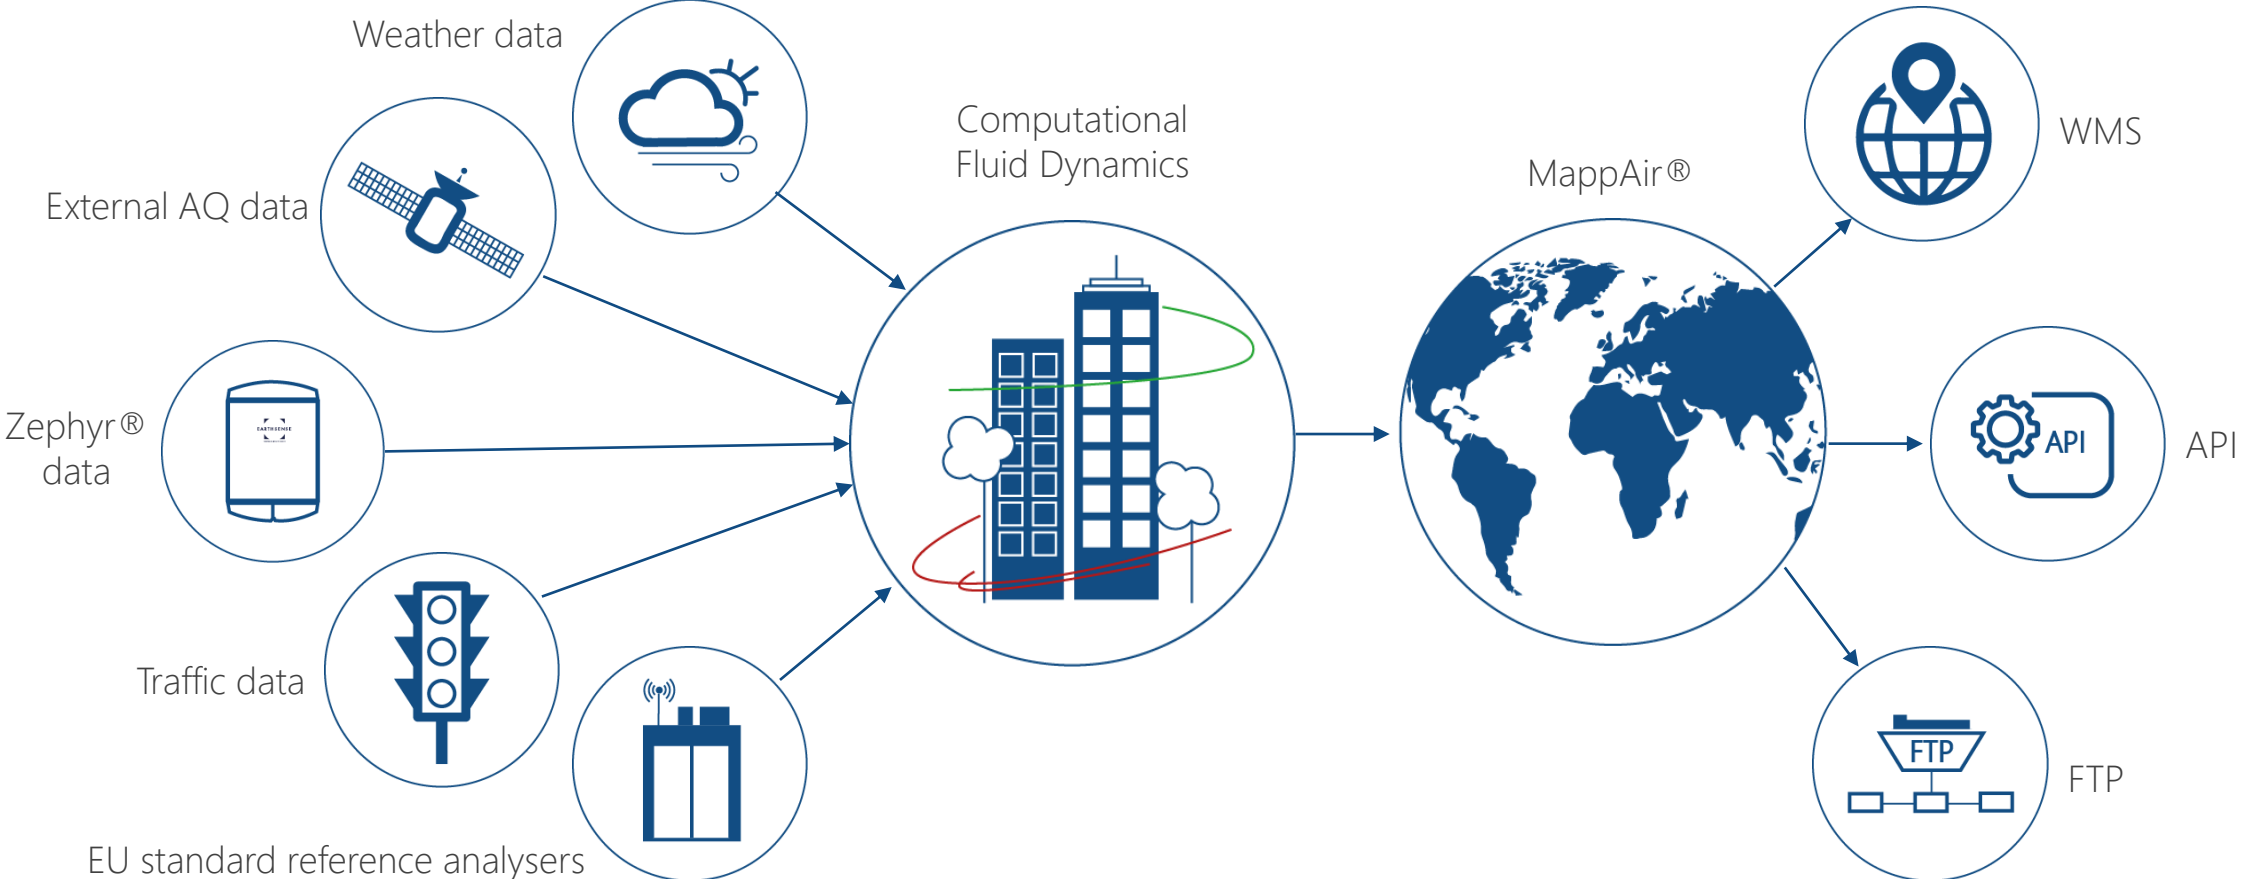 Weather data
External AQ data
Zephyr®
data
EARTHSENSE
Traffic data
EU standard reference analysers
Computational
Fluid Dynamics
MappAir®
WMS
API
API
FTP
FTP